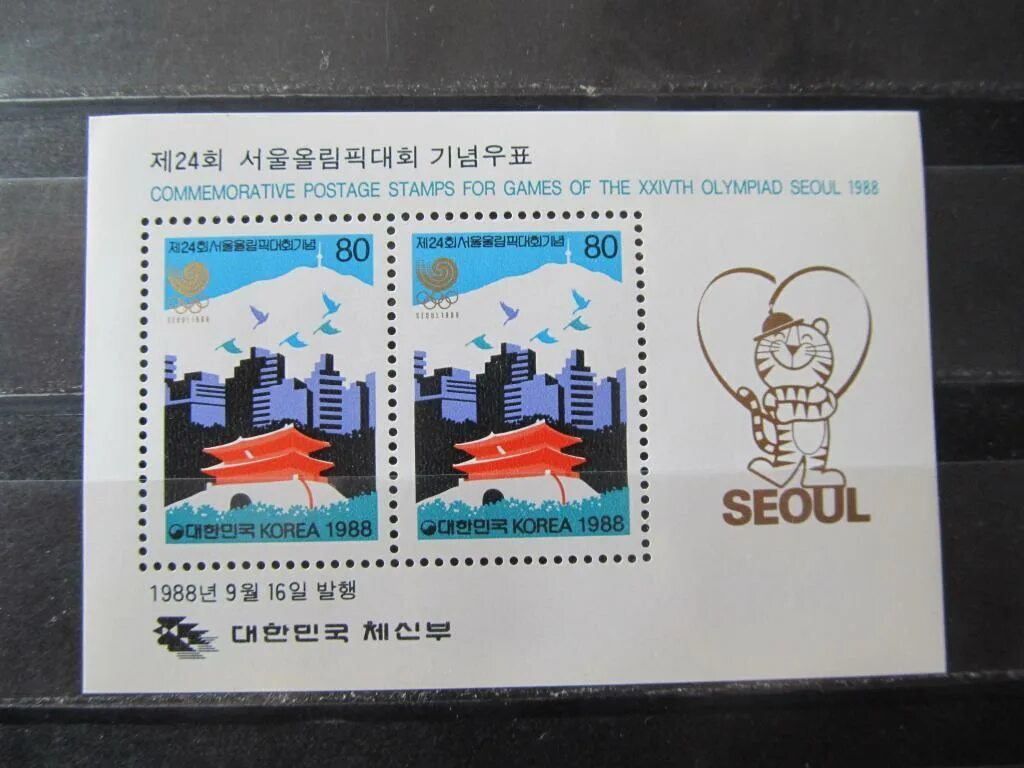 제24회 서울올림픽대회 기념우표
COMMEMORATIVE POSTAGE STAMPS FOR GAMES OF THE XXIVTH OLYMPIAD SEOUL 1988
제24회서울올림픽대회기념 80
SEOUL 1988
대한민국 KOREA 1988
제24회서울올림픽대회기념 80
SEOUL 1988
대한민국 KOREA 1988
SEOUL
1988년 9월 16일 발행
대한민국 체신부